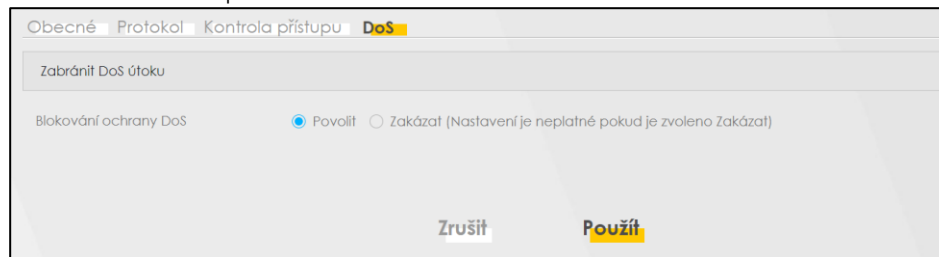 Obecné Protokol Kontrola přístupu DoS
Zabránit DoS útoku
Blokování ochrany DoS Povolit Zakázat (Nastavení je neplatné pokud je zvoleno Zakázat)
Zrušit Použít